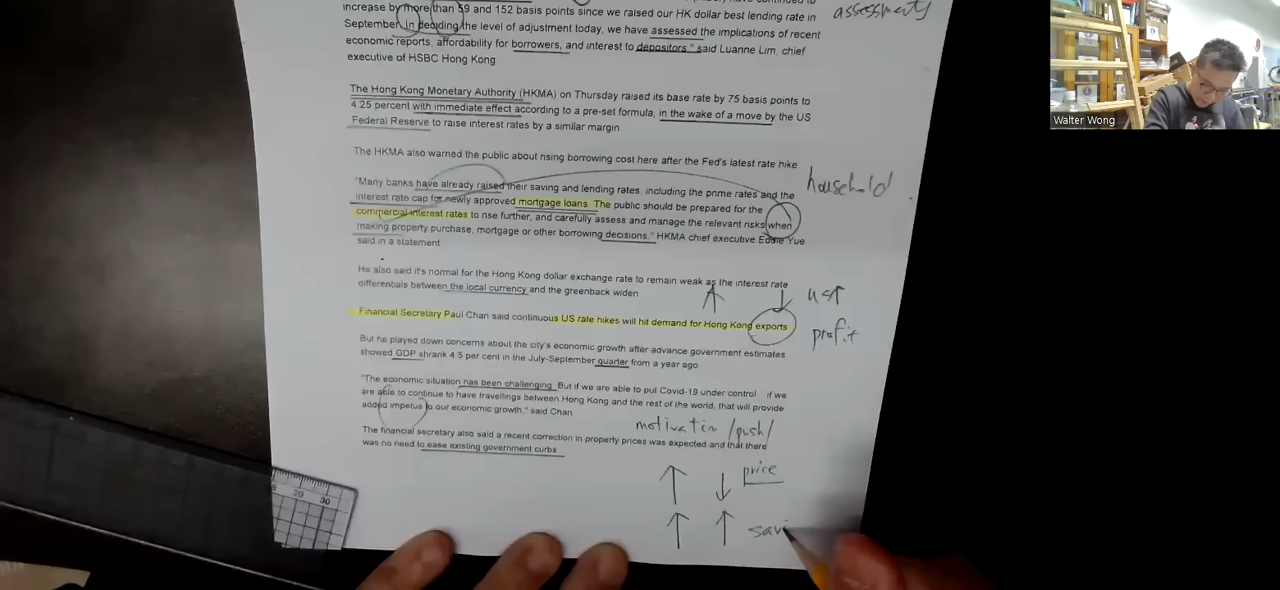 increase by more than 59 and 152 basis points since we raised our HK dollar best lending rate in
assessments
September. In deciding the level of adjustment today, we have assessed the implications of recent
economic reports, affordability for borrowers, and interest to depositors." said Luanne Lim, chief
executive of HSBC Hong Kong
Walter Wong
The Hong Kong Monetary Authority (HKMA) on Thursday raised its base rate by 75 basis points to
4.25 percent with immediate effect according to a pre-set formula, in the wake of a move by the US
Federal Reserve to raise interest rates by a similar margin
The HKMA also warned the public about rising borrowing cost here after the Fed's latest rate hike
household
"Many banks have already raised their saving and lending rates, including the prime rates and the
interest rate cap for newly approved mortgage loans. The public should be prepared for the
commercial interest rates to rise further, and carefully assess and manage the relevant risks when
making property purchase, mortgage or other borrowing decisions." HKMA chief executive Eddie Yue
said in a statement
He also said it's normal for the Hong Kong dollar exchange rate to remain weak as the interest rate
differentials between the local currency and the greenback widen
Financial Secretary Paul Chan said continuous US rate hikes will hit demand for Hong Kong exports
profit
But he played down concerns about the city's economic growth after advance government estimates
showed GDP shrank 4.5 per cent in the July-September quarter from a year ago
"The economic situation has been challenging. But if we are able to put Covid-19 under control if we
are able to continue to have travellings between Hong Kong and the rest of the world, that will provide
added impetus to our economic growth," said Chan
motivation / push /
The financial secretary also said a recent correction in property prices was expected and that there
was no need to ease existing government curbs
↑ ↓ price
↑ ↑ savi
29 30